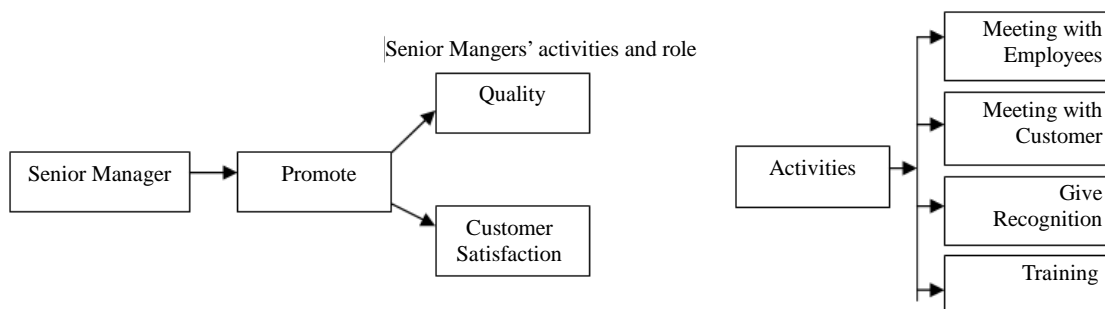 Senior Mangers’ activities and role
Quality
Senior Manager
Promote
Customer
Satisfaction
Meeting with
Employees
Meeting with
Customer
Activities
Give
Recognition
Training